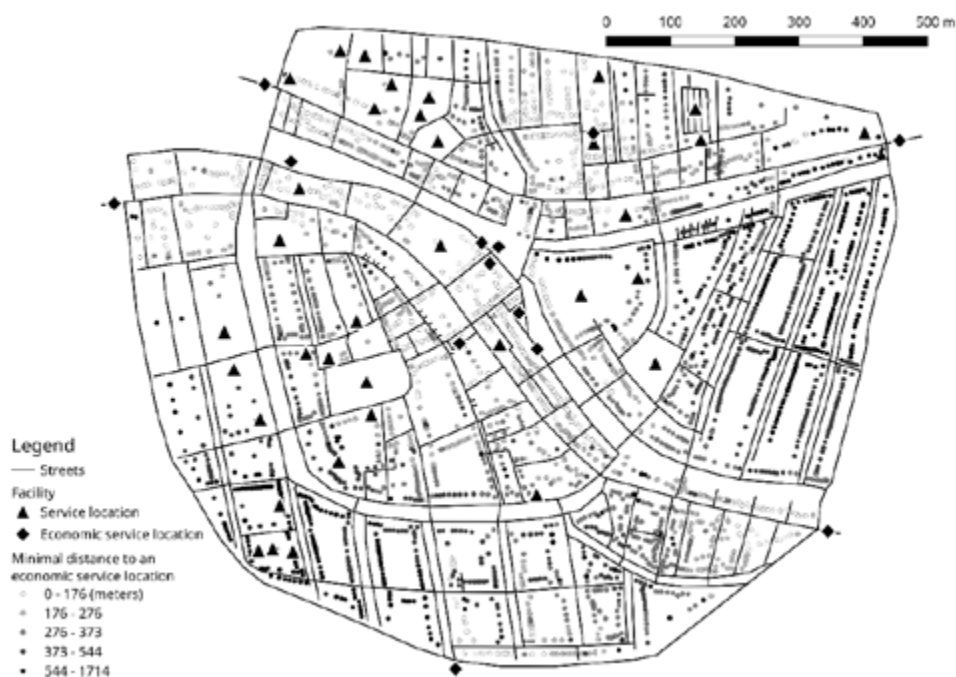 0 100 200 300 400 500 m
Legend
Streets
Facility
Service location
Economic service location
Minimal distance to an
economic service location
0 - 176 (meters)
176 - 276
276 - 373
373 - 544
544 - 1714